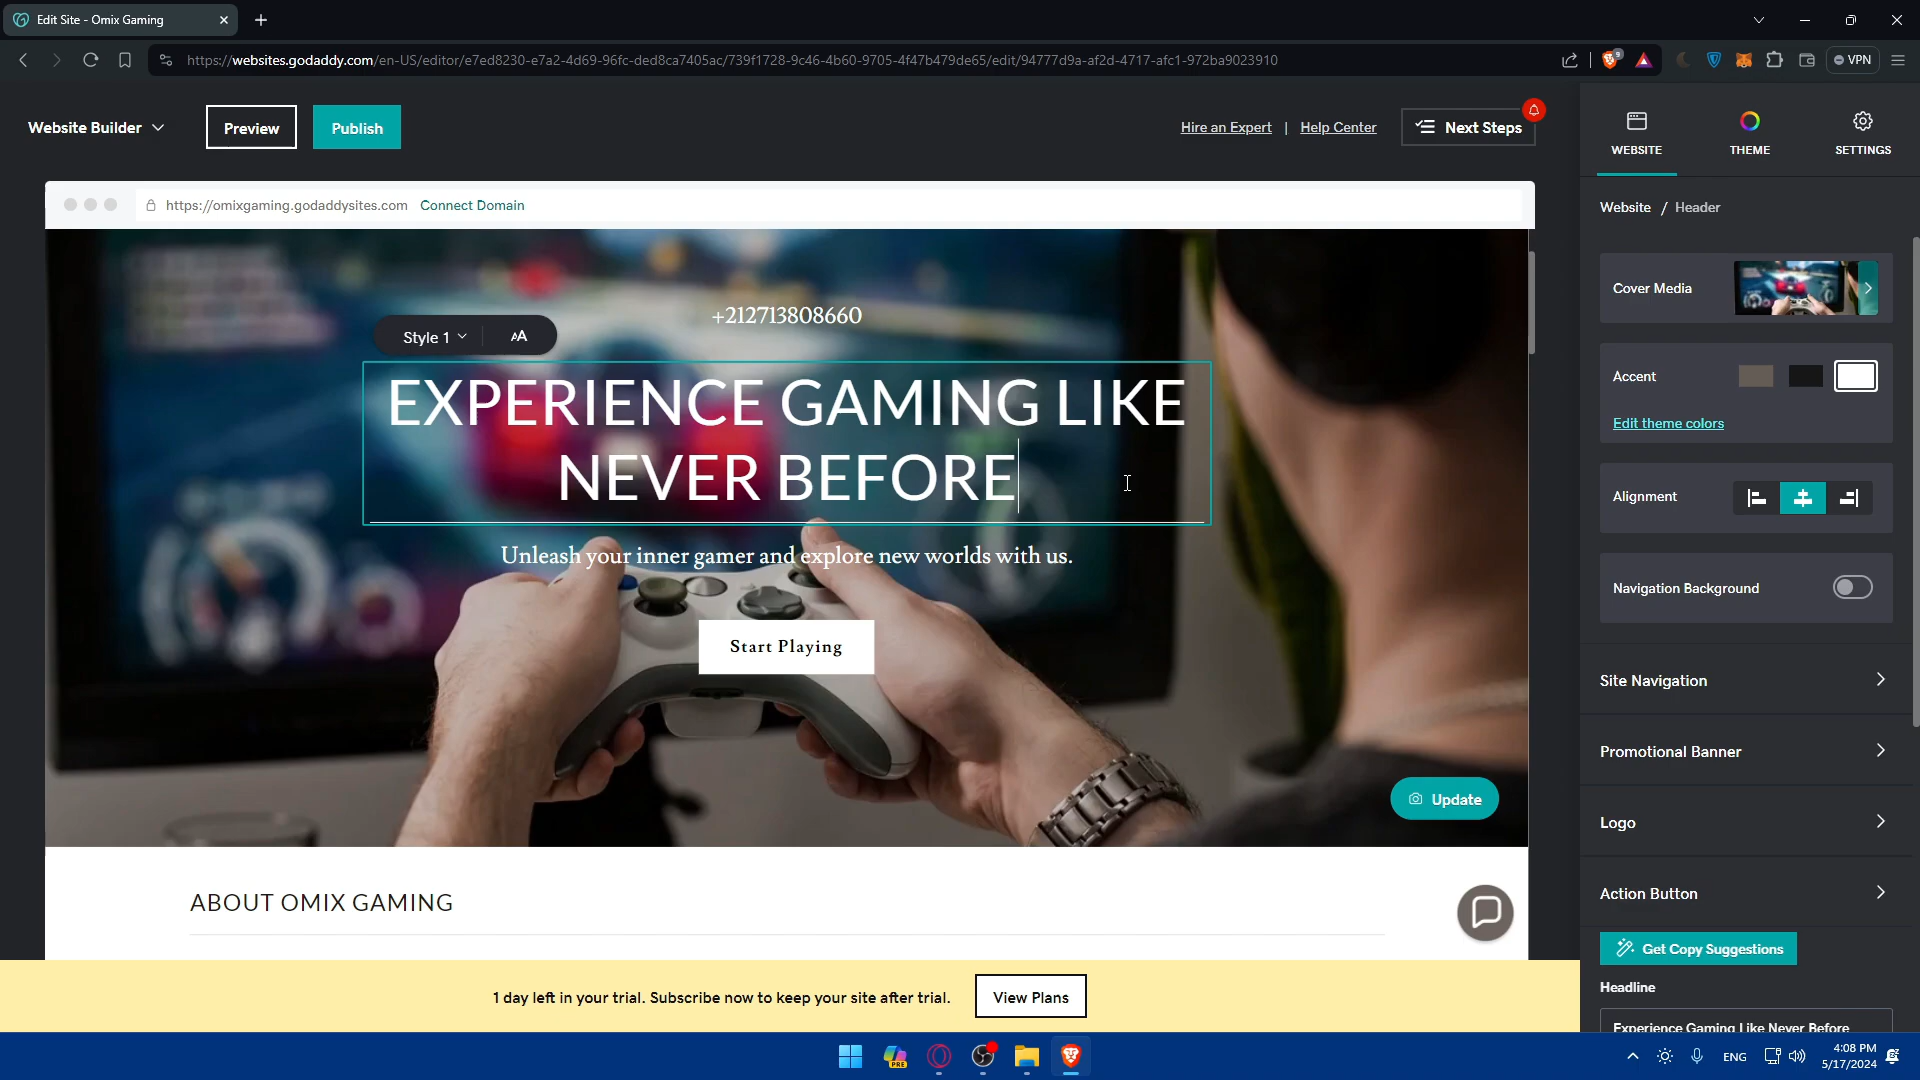 Edit Site - Omix Gaming
https://websites.godaddy.com/en-US/editor/e7ed8230-e7a2-4d69-96fc-ded8ca7405ac/739f1728-9c46-4b60-9705-4f47b479de65/edit/94777d9a-af2d-4717-afc1-972ba9023910
9
VPN
Website Builder
Preview
Publish
Hire an Expert | Help Center
Next Steps
WEBSITE
THEME
SETTINGS
https://omixgaming.godaddysites.com Connect Domain
Website / Header
Cover Media
+212713808660
Style 1
AA
EXPERIENCE GAMING LIKE
NEVER BEFORE
Unleash your inner gamer and explore new worlds with us.
Start Playing
Update
ABOUT OMIX GAMING
Accent
Edit theme colors
Alignment
Navigation Background
Site Navigation
Promotional Banner
Logo
Action Button
Get Copy Suggestions
Headline
Experience Gaming Like Never Before
1 day left in your trial. Subscribe now to keep your site after trial.
View Plans
PRE
ENG
4:08 PM
5/17/2024